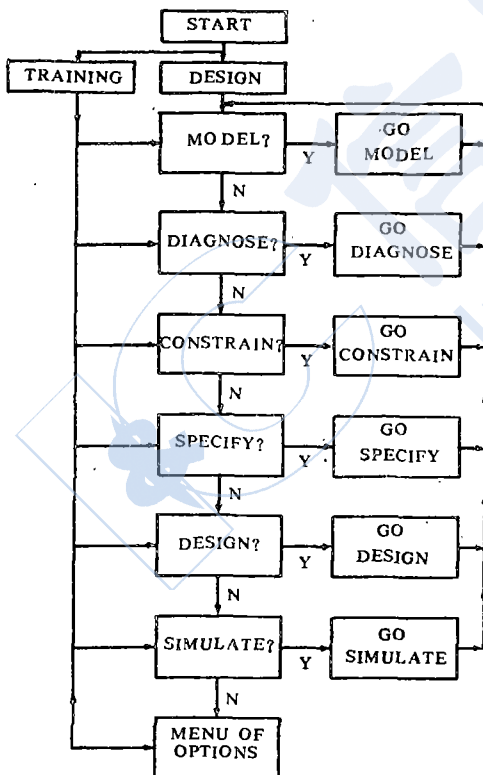 START
TRAINING
DESIGN
MODEL?
Y
GO
MODEL
N
DIAGNOSE?
Y
GO
DIAGNOSE
N
CONSTRAIN?
Y
GO
CONSTRAIN
N
SPECIFY?
Y
GO
SPECIFY
N
DESIGN?
Y
GO
DESIGN
N
SIMULATE?
Y
GO
SIMULATE
N
MENU OF
OPTIONS